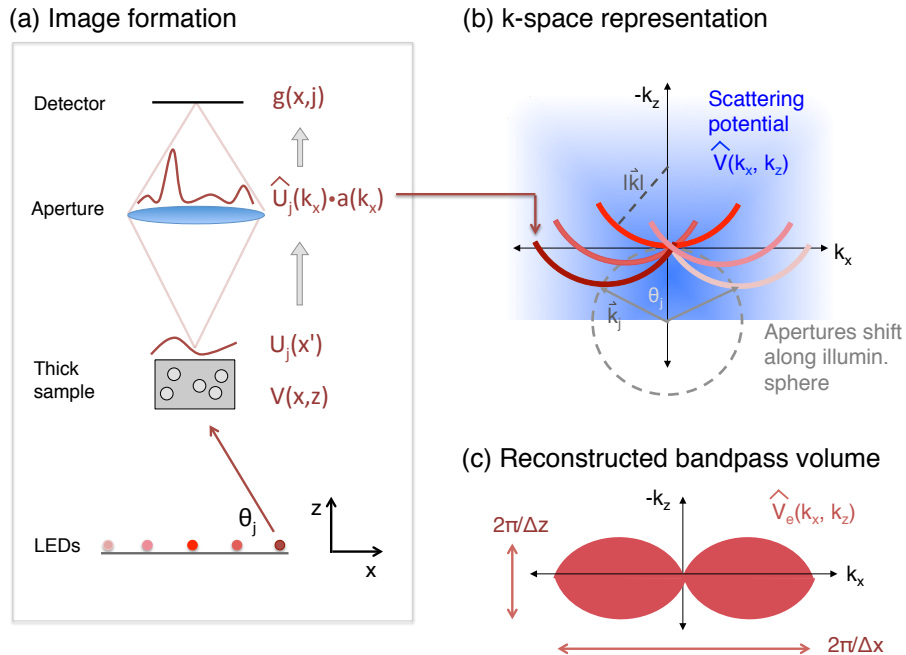 (a) Image formation
Detector
g(x,j)
Aperture
Û_j(k_x)•a(k_x)
U_j(x')
Thick
sample
V(x,z)
θ_j
LEDs
z
x
(b) k-space representation
-k_z
Scattering
potential
V̂(k_x, k_z)
|k⃗|
k_x
θ_j
k⃗_j
Apertures shift
along illumin.
sphere
(c) Reconstructed bandpass volume
-k_z
V̂_e(k_x, k_z)
2π/Δz
k_x
2π/Δx